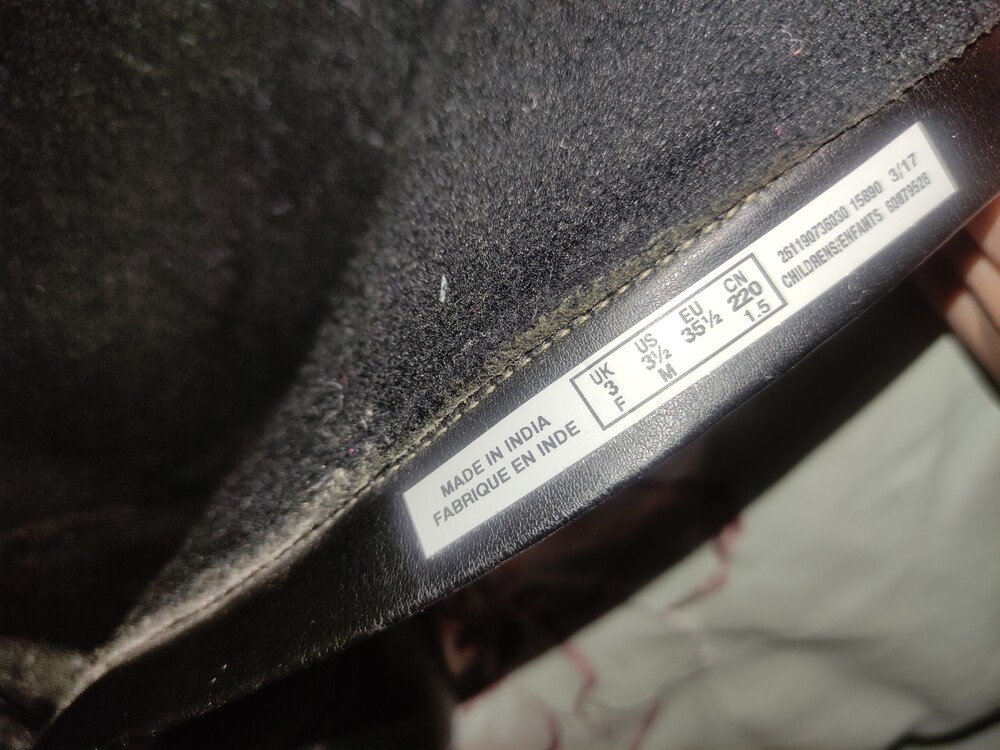 MADE IN INDIA
FABRIQUE EN INDE
UK US EU CN
3 3½ 35½ 220
F M 1.5
261190736030 15890 3/17
CHILDRENS/ENFANTS 60879528